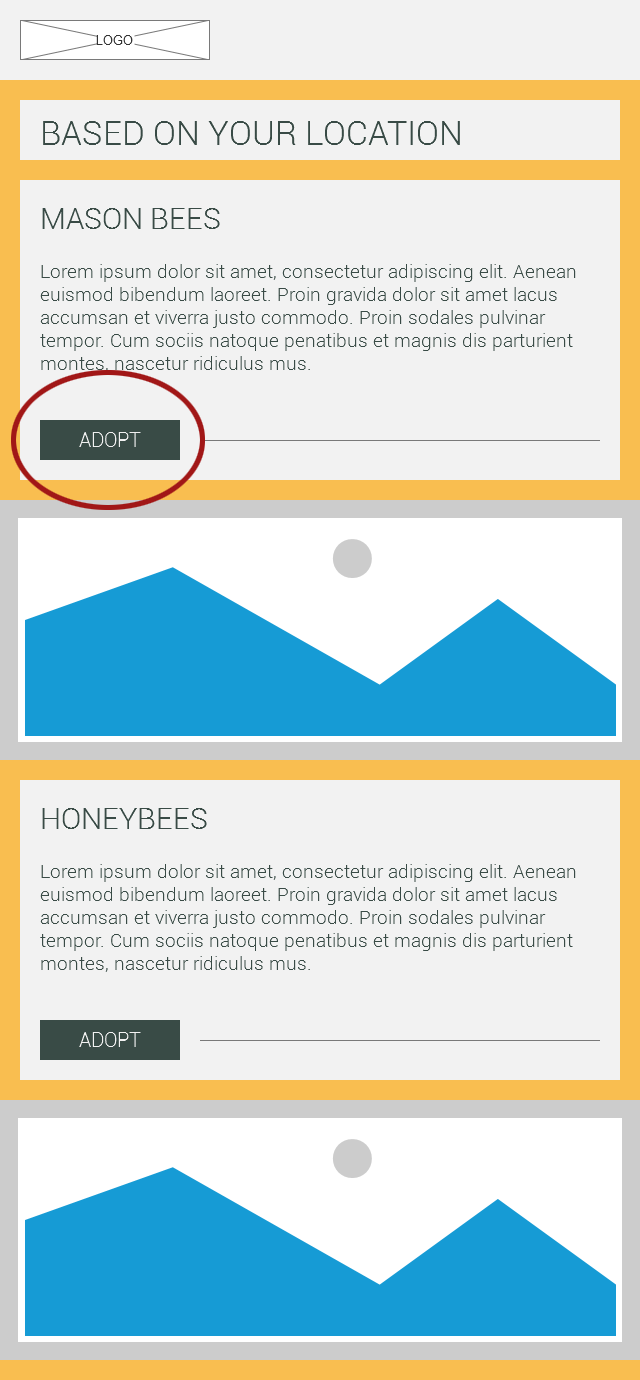 LOGO
BASED ON YOUR LOCATION
MASON BEES
Lorem ipsum dolor sit amet, consectetur adipiscing elit. Aenean
euismod bibendum laoreet. Proin gravida dolor sit amet lacus
accumsan et viverra justo commodo. Proin sodales pulvinar
tempor. Cum sociis natoque penatibus et magnis dis parturient
montes, nascetur ridiculus mus.
ADOPT
HONEYBEES
Lorem ipsum dolor sit amet, consectetur adipiscing elit. Aenean
euismod bibendum laoreet. Proin gravida dolor sit amet lacus
accumsan et viverra justo commodo. Proin sodales pulvinar
tempor. Cum sociis natoque penatibus et magnis dis parturient
montes, nascetur ridiculus mus.
ADOPT